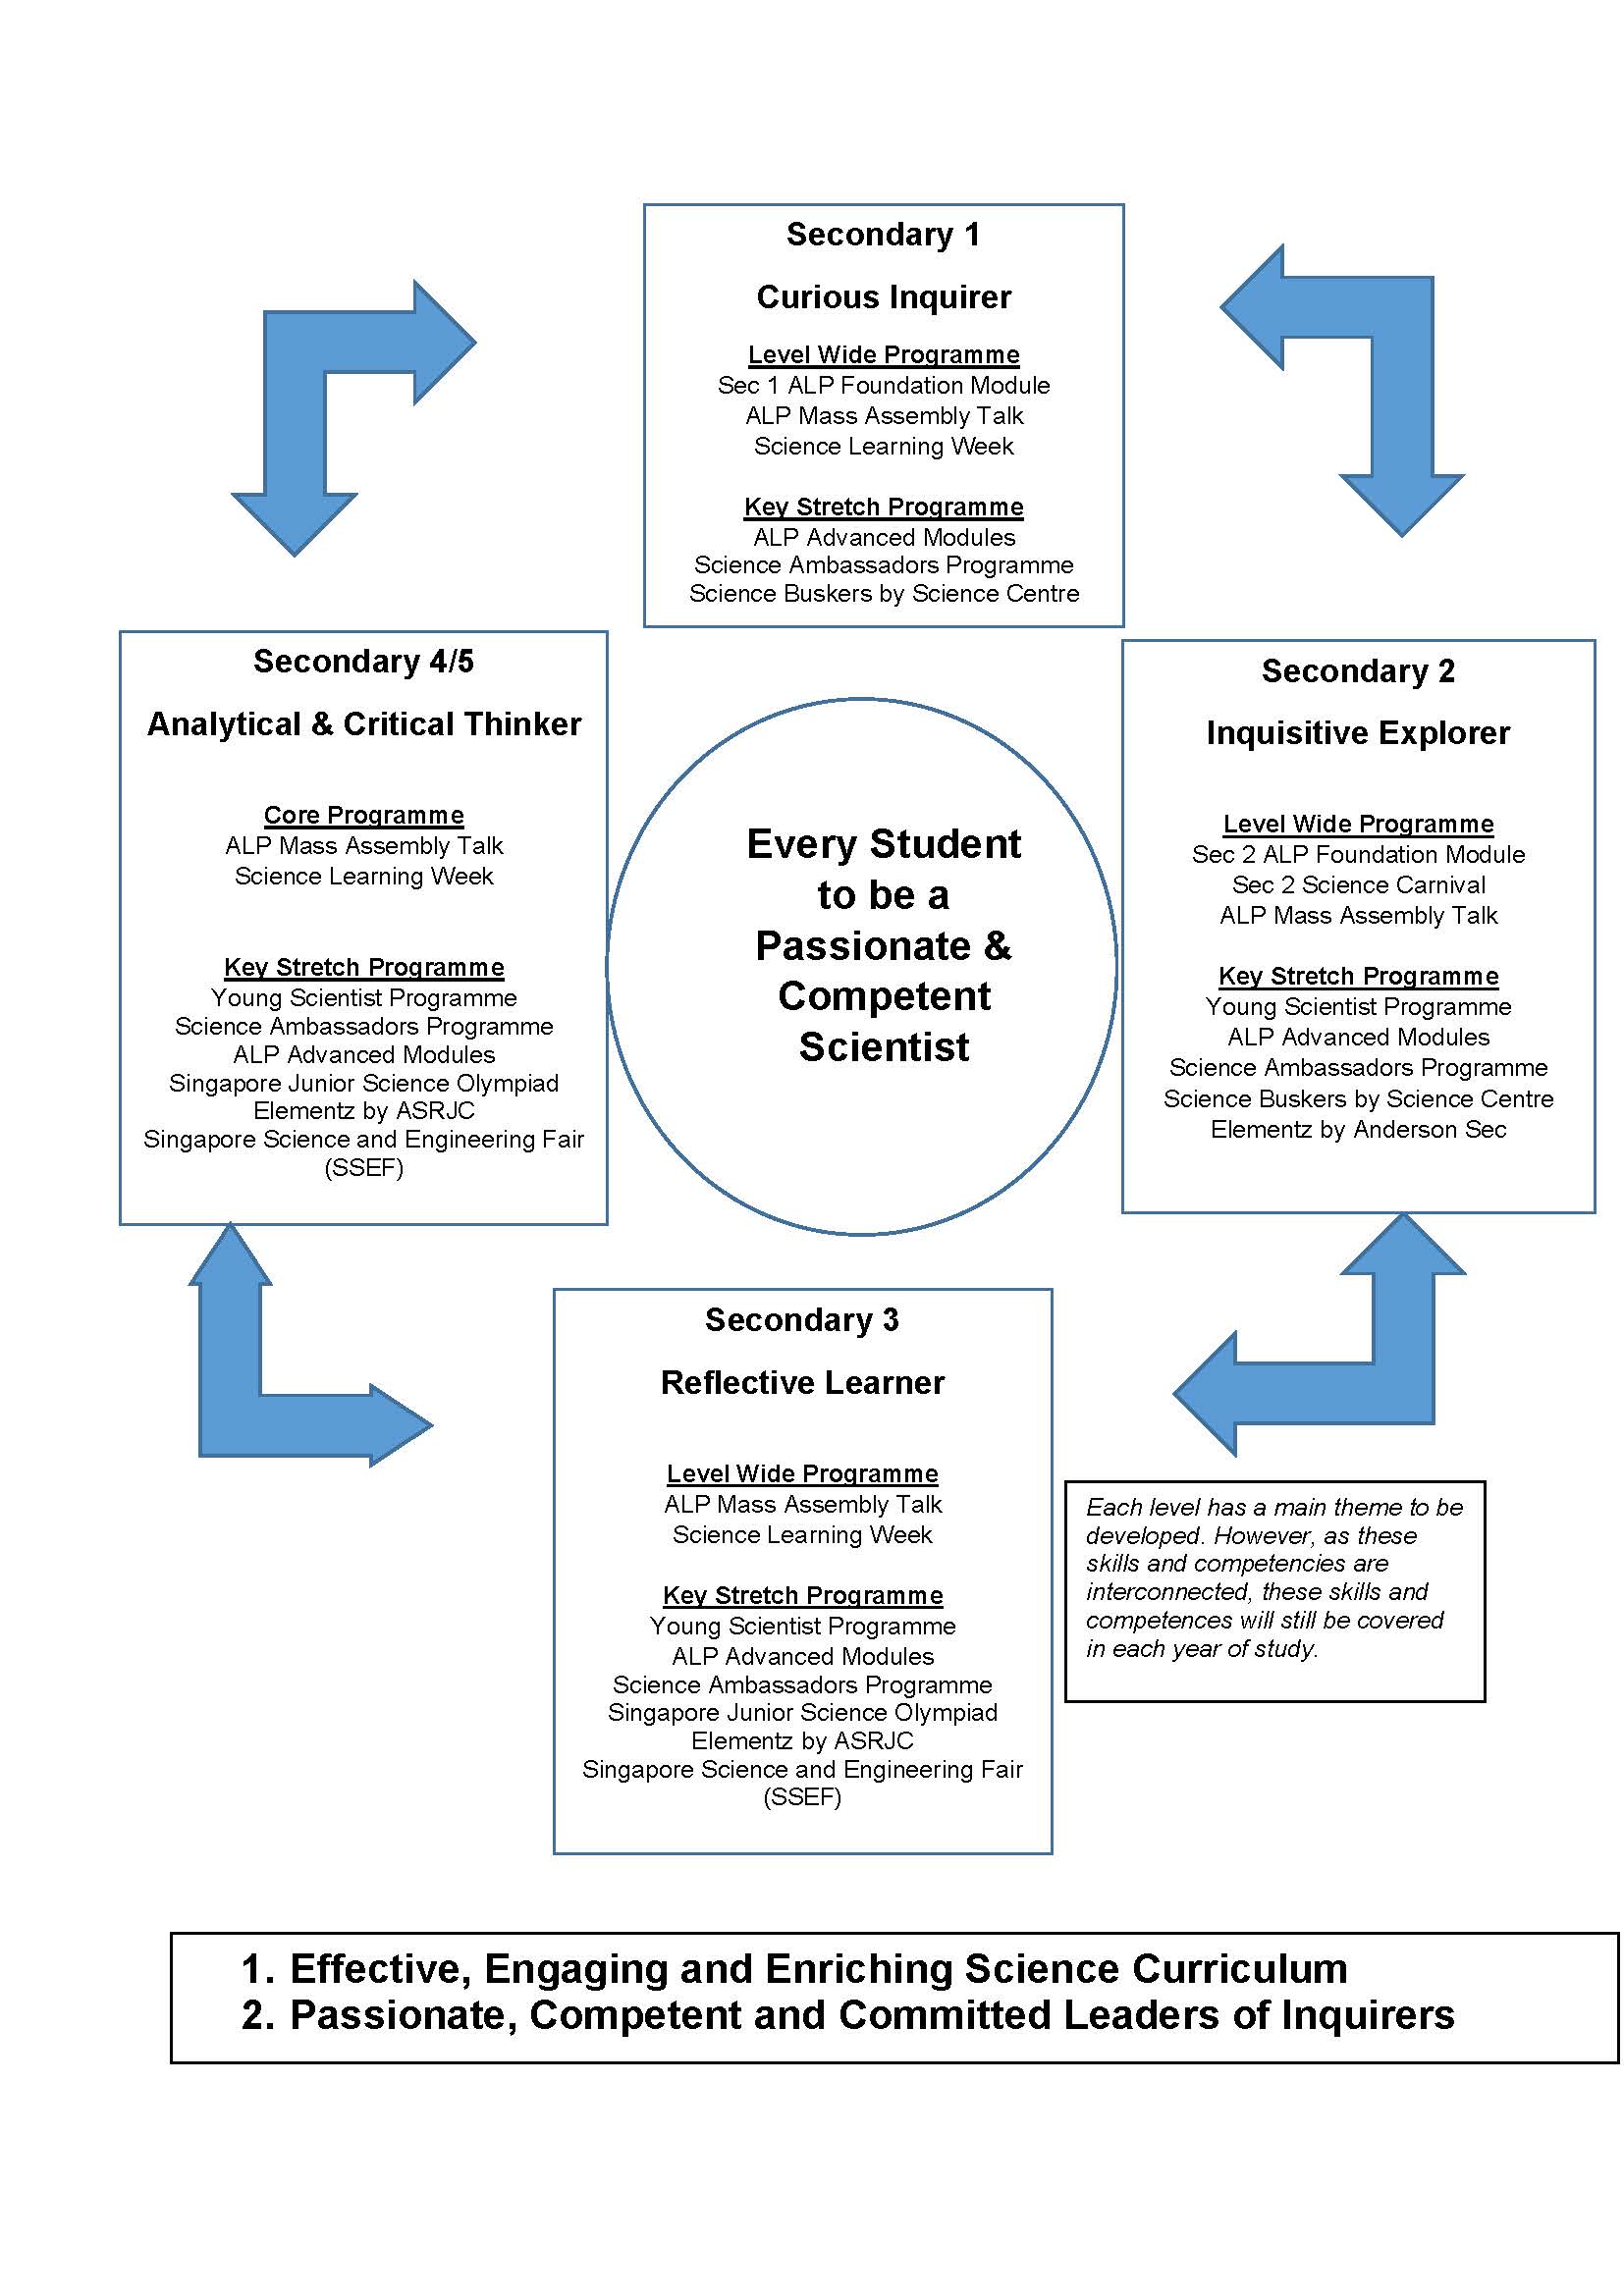 Secondary 1
Curious Inquirer
Level Wide Programme
Sec 1 ALP Foundation Module
ALP Mass Assembly Talk
Science Learning Week
Key Stretch Programme
ALP Advanced Modules
Science Ambassadors Programme
Science Buskers by Science Centre
Secondary 4/5
Analytical & Critical Thinker
Core Programme
ALP Mass Assembly Talk
Science Learning Week
Key Stretch Programme
Young Scientist Programme
Science Ambassadors Programme
ALP Advanced Modules
Singapore Junior Science Olympiad
Elementz by ASRJC
Singapore Science and Engineering Fair
(SSEF)
Every Student
to be a
Passionate &
Competent
Scientist
Secondary 2
Inquisitive Explorer
Level Wide Programme
Sec 2 ALP Foundation Module
Sec 2 Science Carnival
ALP Mass Assembly Talk
Key Stretch Programme
Young Scientist Programme
ALP Advanced Modules
Science Ambassadors Programme
Science Buskers by Science Centre
Elementz by Anderson Sec
Secondary 3
Reflective Learner
Level Wide Programme
ALP Mass Assembly Talk
Science Learning Week
Key Stretch Programme
Young Scientist Programme
ALP Advanced Modules
Science Ambassadors Programme
Singapore Junior Science Olympiad
Elementz by ASRJC
Singapore Science and Engineering Fair
(SSEF)
Each level has a main theme to be
developed. However, as these
skills and competencies are
interconnected, these skills and
competences will still be covered
in each year of study.
1. Effective, Engaging and Enriching Science Curriculum
2. Passionate, Competent and Committed Leaders of Inquirers